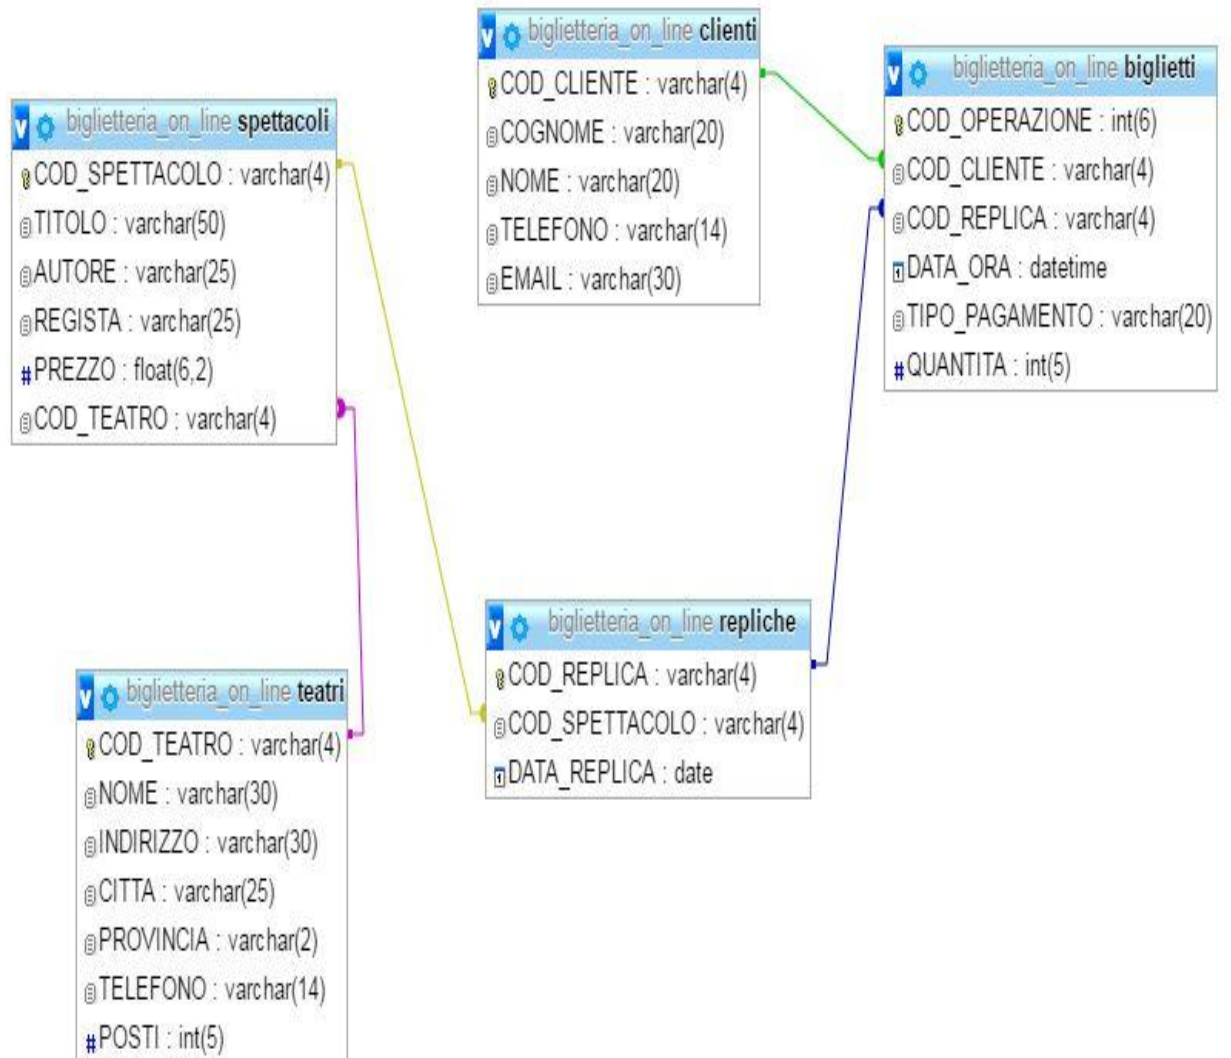 biglietteria_on_line spettacoli
COD_SPETTACOLO : varchar(4)
TITOLO : varchar(50)
AUTORE : varchar(25)
REGISTA : varchar(25)
PREZZO : float(6,2)
COD_TEATRO : varchar(4)
biglietteria_on_line clienti
COD_CLIENTE : varchar(4)
COGNOME : varchar(20)
NOME : varchar(20)
TELEFONO : varchar(14)
EMAIL : varchar(30)
biglietteria_on_line biglietti
COD_OPERAZIONE : int(6)
COD_CLIENTE : varchar(4)
COD_REPLICA : varchar(4)
DATA_ORA : datetime
TIPO_PAGAMENTO : varchar(20)
QUANTITA : int(5)
biglietteria_on_line teatri
COD_TEATRO : varchar(4)
NOME : varchar(30)
INDIRIZZO : varchar(30)
CITTA : varchar(25)
PROVINCIA : varchar(2)
TELEFONO : varchar(14)
POSTI : int(5)
biglietteria_on_line repliche
COD_REPLICA : varchar(4)
COD_SPETTACOLO : varchar(4)
DATA_REPLICA : date